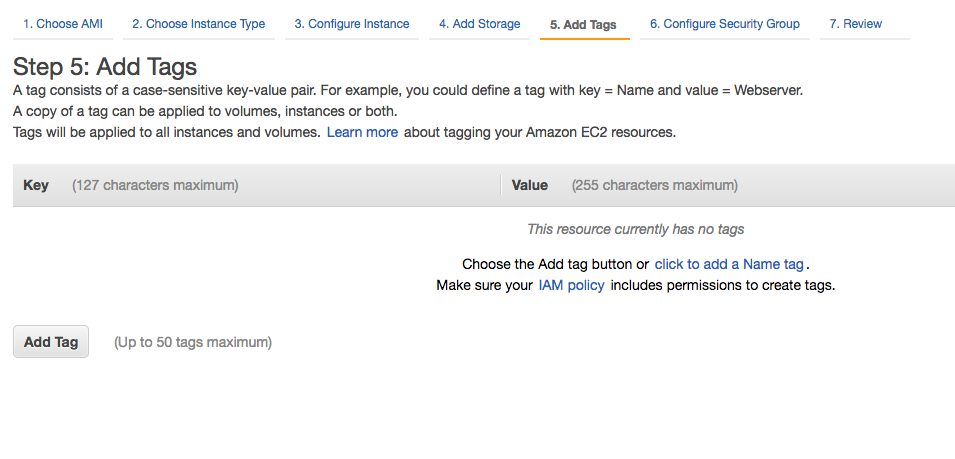 1. Choose AMI 2. Choose Instance Type 3. Configure Instance 4. Add Storage 5. Add Tags 6. Configure Security Group 7. Review
Step 5: Add Tags
A tag consists of a case-sensitive key-value pair. For example, you could define a tag with key = Name and value = Webserver.
A copy of a tag can be applied to volumes, instances or both.
Tags will be applied to all instances and volumes. Learn more about tagging your Amazon EC2 resources.
Key (127 characters maximum) Value (255 characters maximum)
This resource currently has no tags
Choose the Add tag button or click to add a Name tag.
Make sure your IAM policy includes permissions to create tags.
Add Tag (Up to 50 tags maximum)